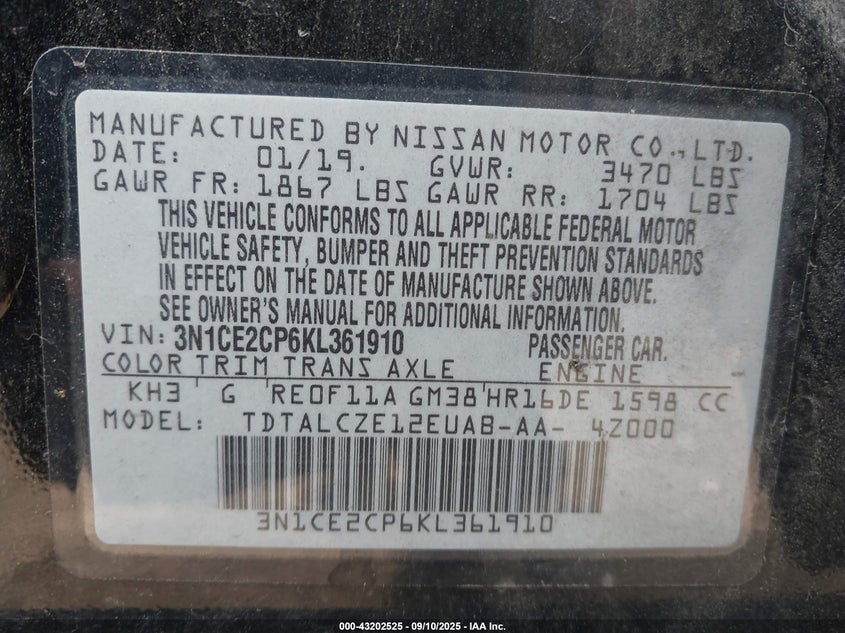 MANUFACTURED BY NISSAN MOTOR CO., LTD.
DATE: 01/19. GVWR: 3470 LBS
GAWR FR: 1867 LBS GAWR RR: 1704 LBS
THIS VEHICLE CONFORMS TO ALL APPLICABLE FEDERAL MOTOR
VEHICLE SAFETY, BUMPER AND THEFT PREVENTION STANDARDS
IN EFFECT ON THE DATE OF MANUFACTURE SHOWN ABOVE.
SEE OWNER'S MANUAL FOR ADDITIONAL INFORMATION.
VIN: 3N1CE2CP6KL361910 PASSENGER CAR.
COLOR TRIM TRANS AXLE ENGINE
KH3 G RE0F11A GM38 HR16DE 1598 CC
MODEL: TDTALCZE12EUAB-AA- 4Z000
3N1CE2CP6KL361910
000-43202525 - 09/10/2025 - IAA Inc.